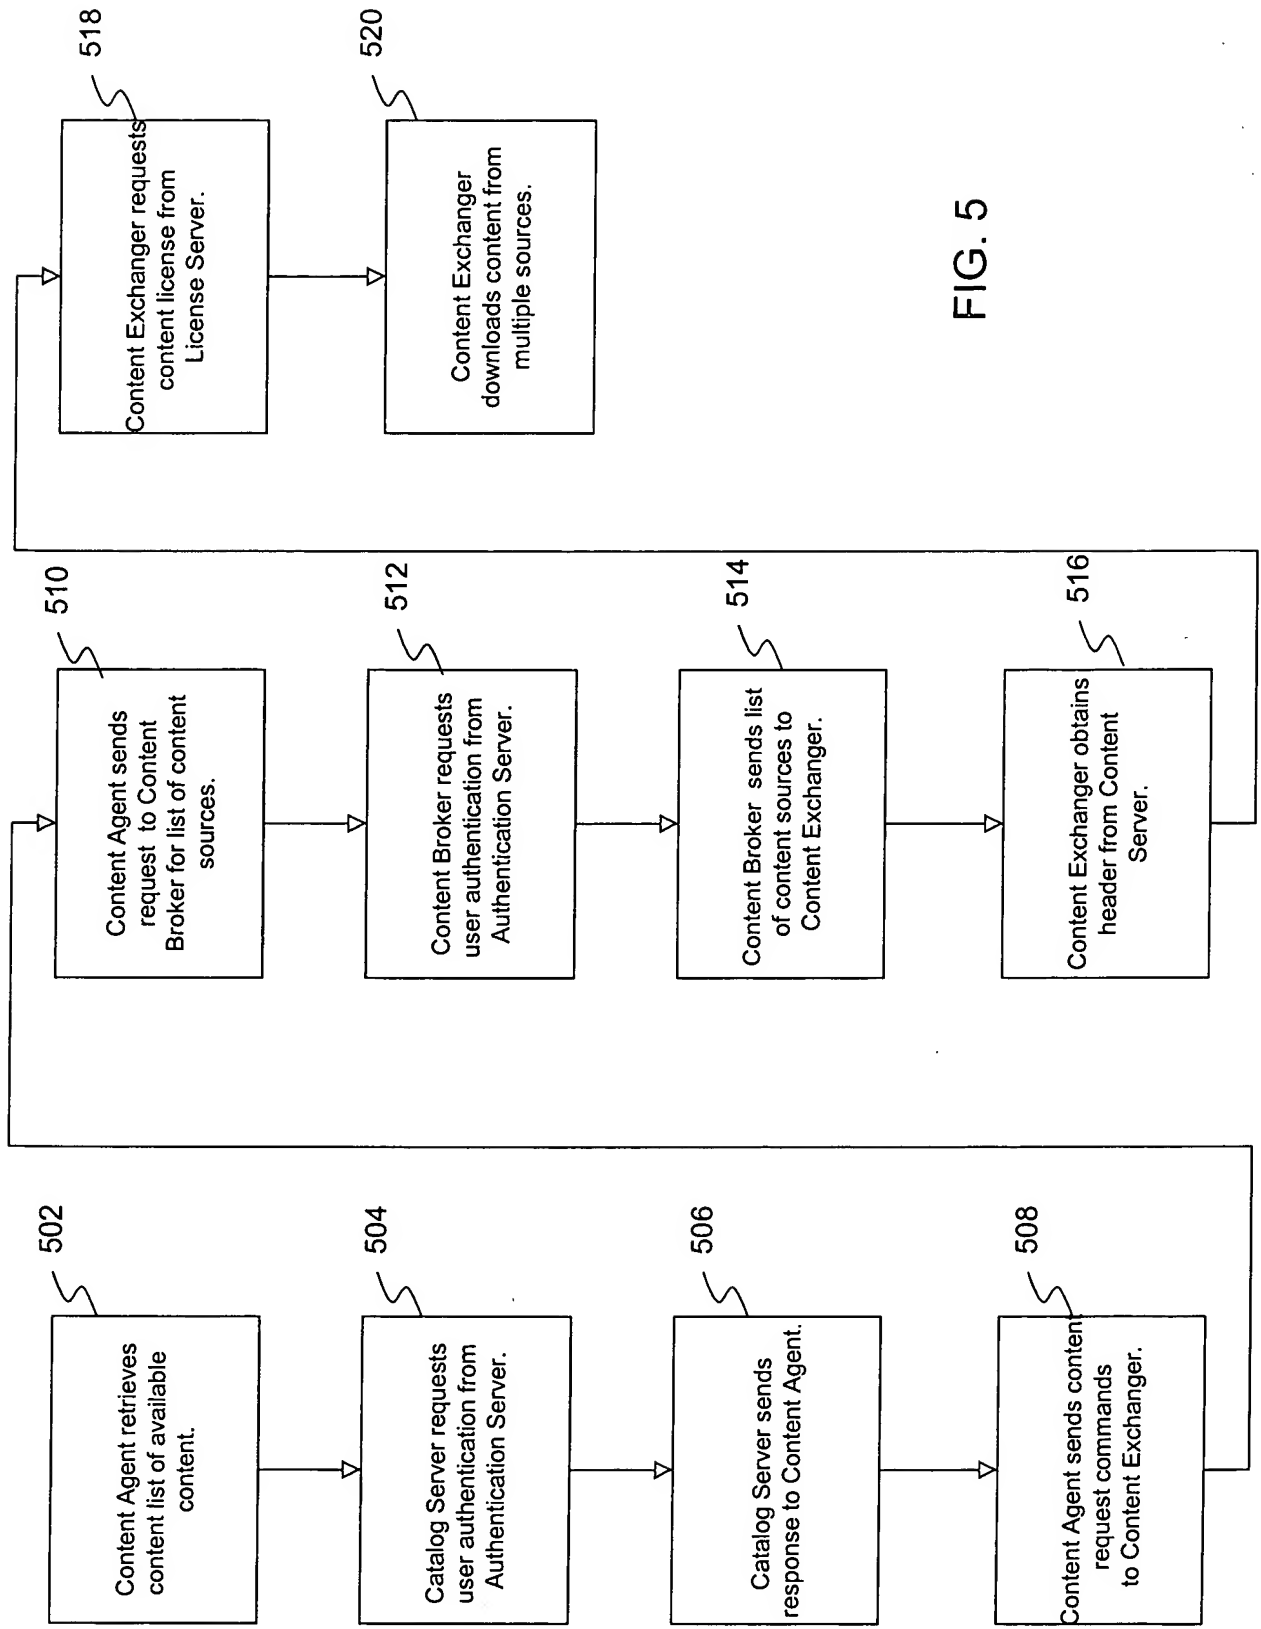 502
Content Agent retrieves
content list of available
content.
504
Catalog Server requests
user authentication from
Authentication Server.
506
Catalog Server sends
response to Content Agent.
508
Content Agent sends content
request commands
to Content Exchanger.
510
Content Agent sends
request to Content
Broker for list of content
sources.
512
Content Broker requests
user authentication from
Authentication Server.
514
Content Broker sends list
of content sources to
Content Exchanger.
516
Content Exchanger obtains
header from Content
Server.
518
Content Exchanger requests
content license from
License Server.
520
Content Exchanger
downloads content from
multiple sources.
FIG. 5